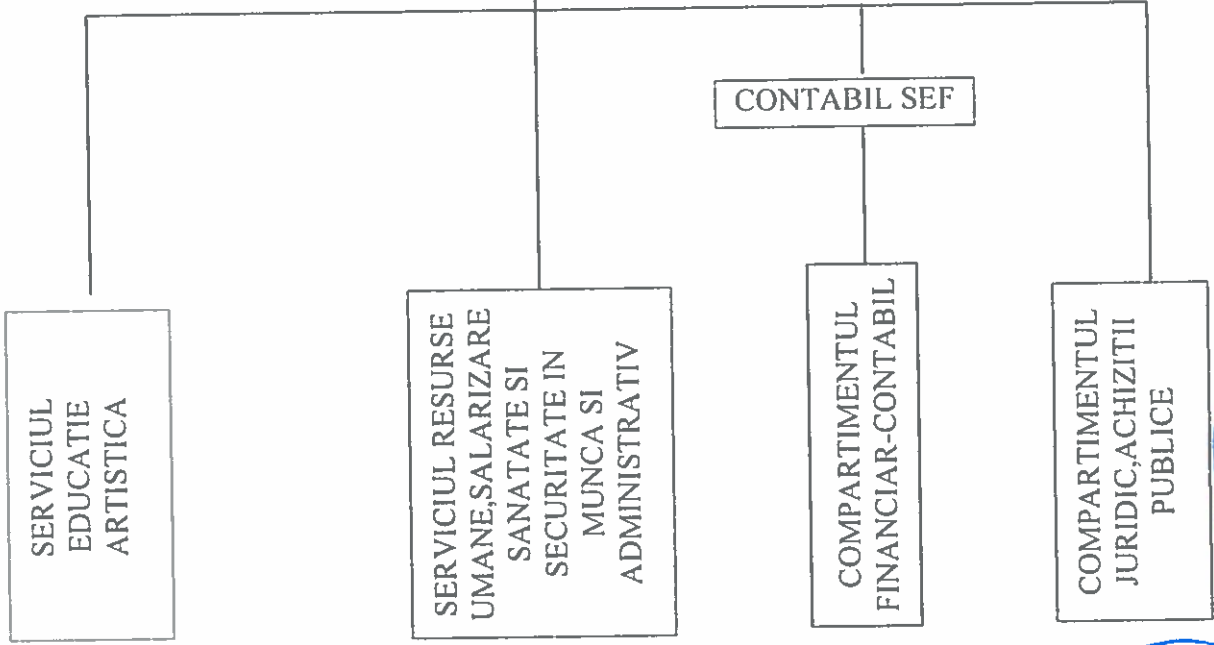 CONTABIL SEF
SERVICIUL
EDUCATIE
ARTISTICA
SERVICIUL RESURSE
UMANE,SALARIZARE
SANATATE SI
SECURITATE IN
MUNCA SI
ADMINISTRATIV
COMPARTIMENTUL
FINANCIAR-CONTABIL
COMPARTIMENTUL
JURIDIC,ACHIZITII
PUBLICE